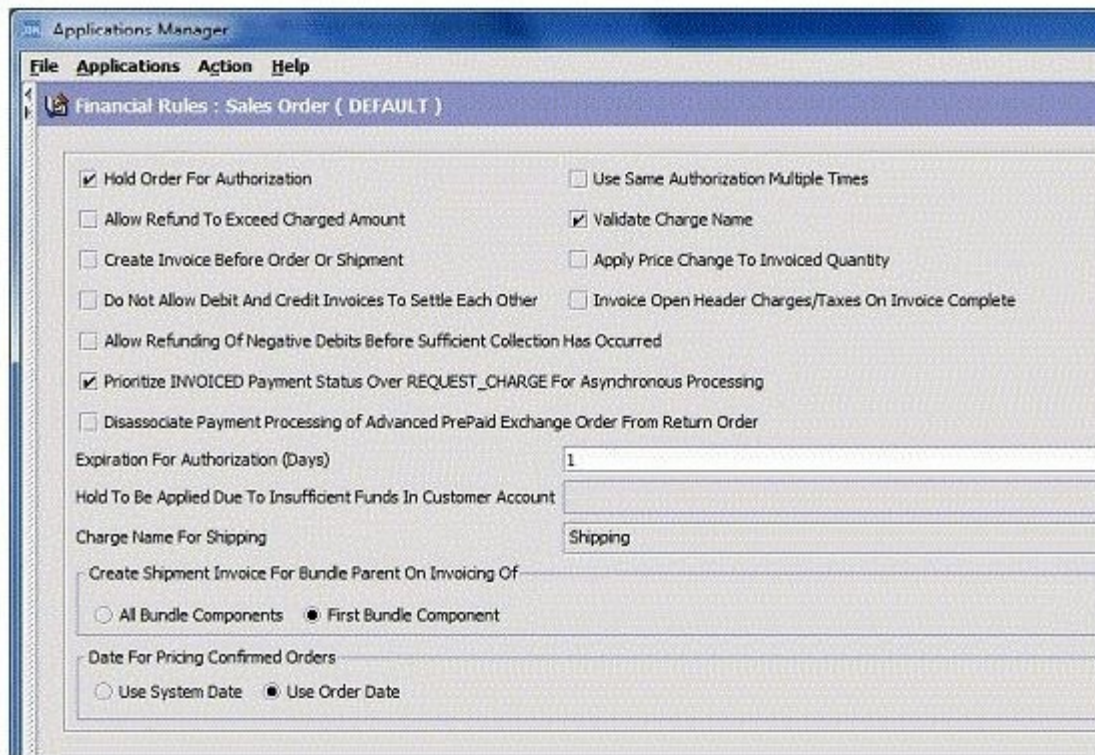 Applications Manager
File Applications Action Help
Financial Rules : Sales Order ( DEFAULT )
Hold Order For Authorization Use Same Authorization Multiple Times
Allow Refund To Exceed Charged Amount Validate Charge Name
Create Invoice Before Order Or Shipment Apply Price Change To Invoiced Quantity
Do Not Allow Debit And Credit Invoices To Settle Each Other Invoice Open Header Charges/Taxes On Invoice Complete
Allow Refunding Of Negative Debits Before Sufficient Collection Has Occurred
Prioritize INVOICED Payment Status Over REQUEST_CHARGE For Asynchronous Processing
Disassociate Payment Processing of Advanced PrePaid Exchange Order From Return Order
Expiration For Authorization (Days) 1
Hold To Be Applied Due To Insufficient Funds In Customer Account
Charge Name For Shipping Shipping
Create Shipment Invoice For Bundle Parent On Invoicing Of
All Bundle Components First Bundle Component
Date For Pricing Confirmed Orders
Use System Date Use Order Date